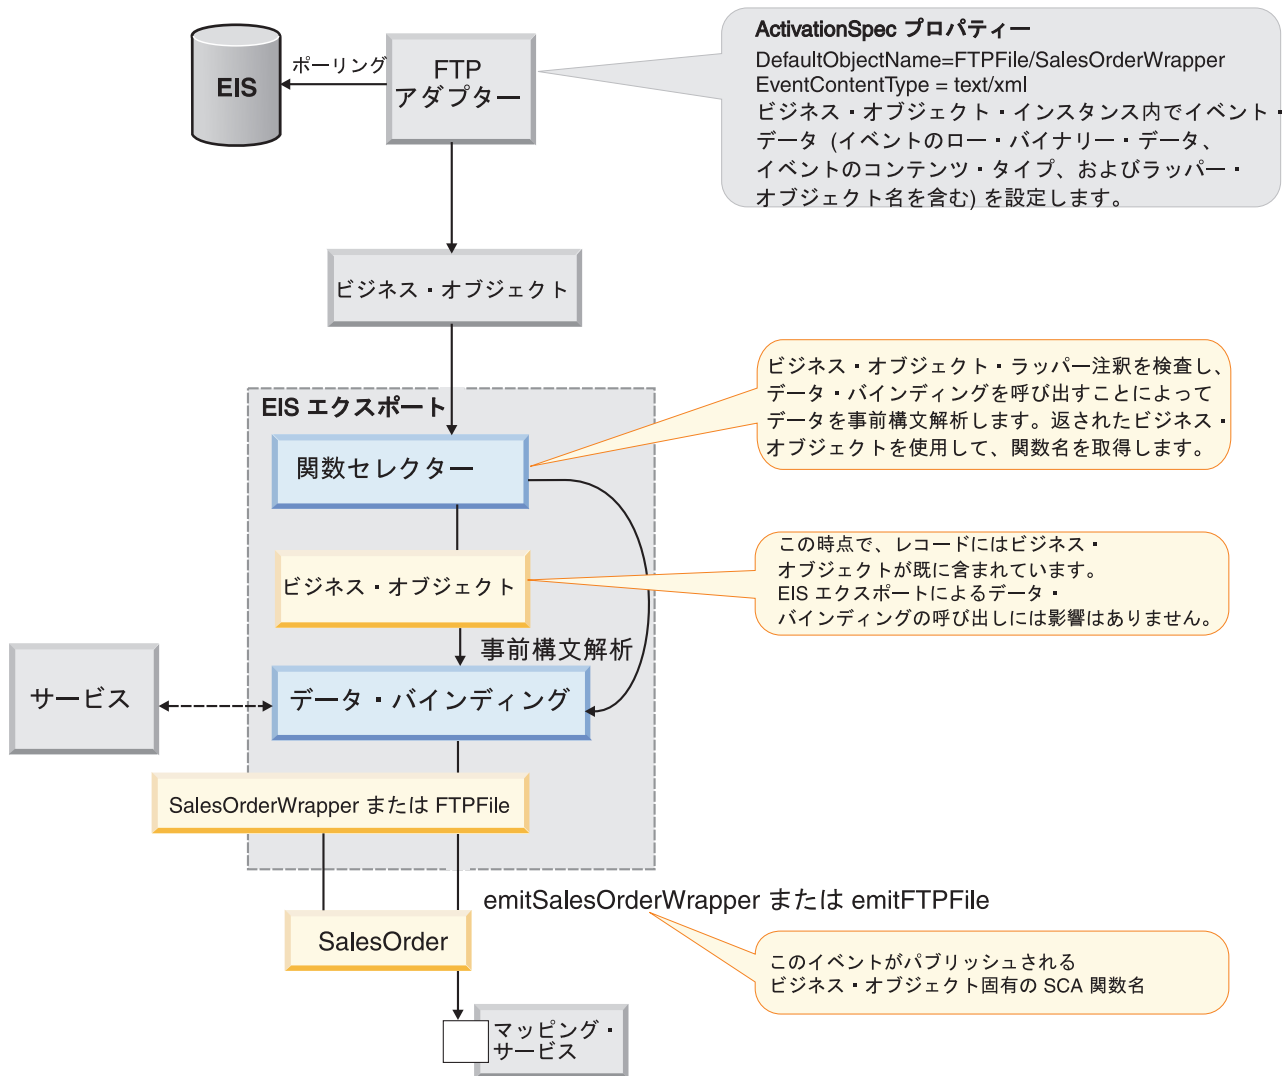 ActivationSpec プロパティー
DefaultObjectName=FTPFile/SalesOrderWrapper
EventContentType = text/xml
ビジネス・オブジェクト・インスタンス内でイベント・
データ (イベントのロー・バイナリー・データ、
イベントのコンテンツ・タイプ、およびラッパー・
オブジェクト名を含む) を設定します。
EIS
ポーリング
FTP
アダプター
ビジネス・オブジェクト
ビジネス・オブジェクト・ラッパー注釈を検査し、
データ・バインディングを呼び出すことによって
データを事前構文解析します。返されたビジネス・
オブジェクトを使用して、関数名を取得します。
EIS エクスポート
関数セレクター
この時点で、レコードにはビジネス・
オブジェクトが既に含まれています。
EIS エクスポートによるデータ・
バインディングの呼び出しには影響はありません。
ビジネス・オブジェクト
事前構文解析
サービス
データ・バインディング
SalesOrderWrapper または FTPFile
emitSalesOrderWrapper または emitFTPFile
SalesOrder
このイベントがパブリッシュされる
ビジネス・オブジェクト固有の SCA 関数名
マッピング・
サービス